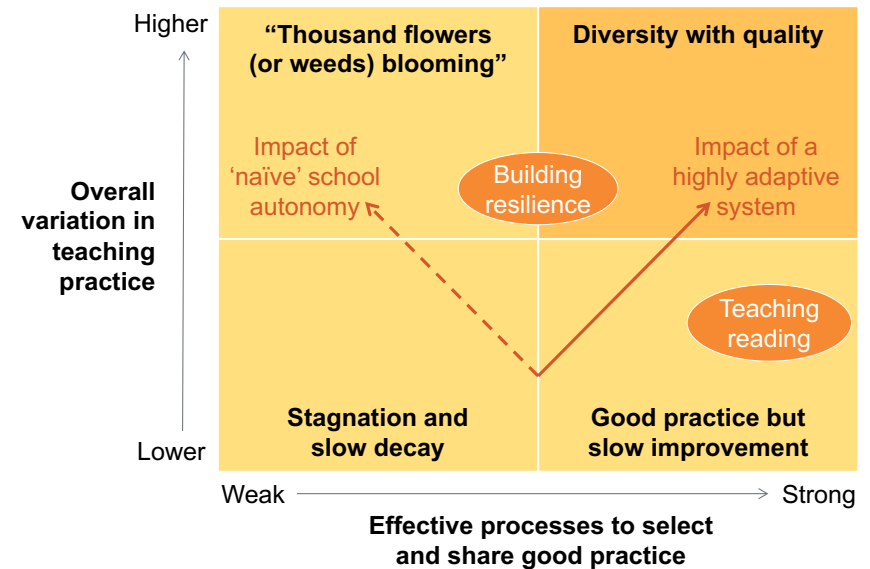 Higher
“Thousand flowers
(or weeds) blooming”
Diversity with quality
Impact of
‘naïve’ school
autonomy
Building
resilience
Impact of a
highly adaptive
system
Overall
variation in
teaching
practice
Teaching
reading
Stagnation and
slow decay
Good practice but
slow improvement
Lower
Weak
Strong
Effective processes to select
and share good practice